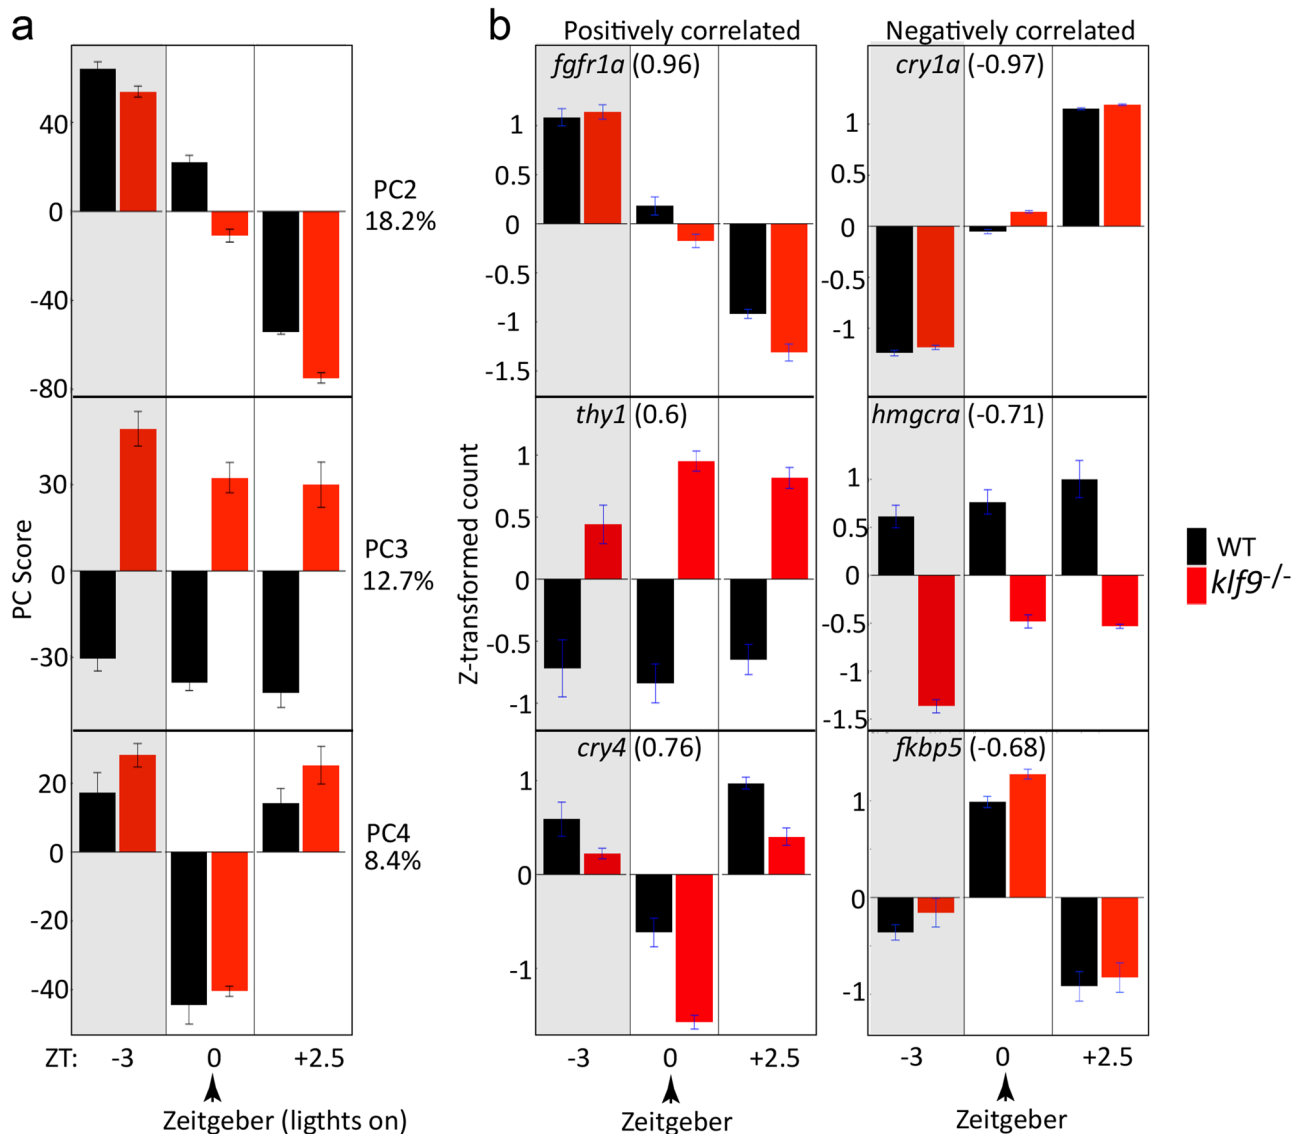 a
40
0
-40
-80
PC2
18.2%
30
0
-30
PC3
12.7%
20
0
-20
-40
PC4
8.4%
PC Score
ZT: -3 0 +2.5
Zeitgeber (ligthts on)
b
Positively correlated
Negatively correlated
fgfr1a (0.96)
1
0.5
0
-0.5
-1
-1.5
cry1a (-0.97)
1
0.5
0
-0.5
-1
thy1 (0.6)
1
0.5
0
-0.5
-1
hmgcra (-0.71)
1
0.5
0
-0.5
-1
-1.5
cry4 (0.76)
1
0
-1
fkbp5 (-0.68)
1
0
-1
Z-transformed count
-3 0 +2.5
Zeitgeber
-3 0 +2.5
Zeitgeber
WT
klf9-/-